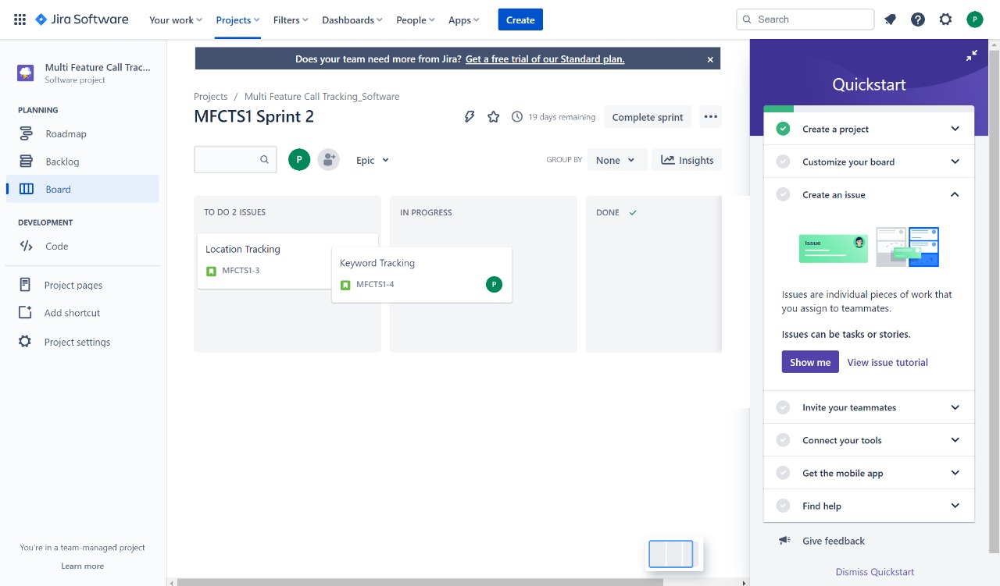 Jira Software
Your work
Projects
Filters
Dashboards
People
Apps
Create
Search
P
Multi Feature Call Trac...
Software project
PLANNING
Roadmap
Backlog
Board
DEVELOPMENT
Code
Project pages
Add shortcut
Project settings
You're in a team-managed project
Learn more
Does your team need more from Jira? Get a free trial of our Standard plan.
Projects / Multi Feature Call Tracking_Software
MFCTS1 Sprint 2
19 days remaining
Complete sprint
P
Epic
GROUP BY
None
Insights
TO DO 2 ISSUES
IN PROGRESS
DONE
Location Tracking
MFCTS1-3
Keyword Tracking
MFCTS1-4
P
Quickstart
Create a project
Customize your board
Create an issue
Issue
Issues are individual pieces of work that
you assign to teammates.
Issues can be tasks or stories.
Show me
View issue tutorial
Invite your teammates
Connect your tools
Get the mobile app
Find help
Give feedback
Dismiss Quickstart